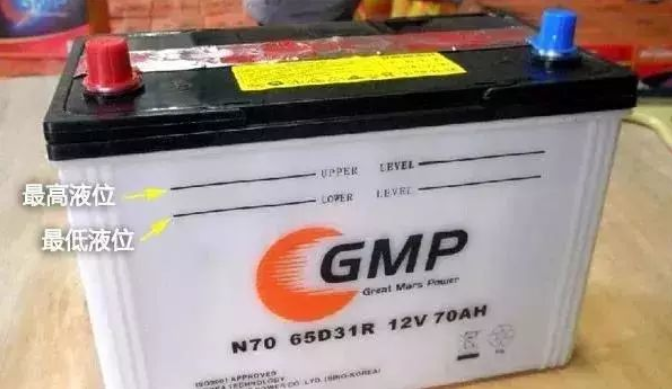 UPPER LEVEL
最高液位
LOWER LEVEL
最低液位
GMP
Great Mars Power
N70 65D31R 12V 70AH